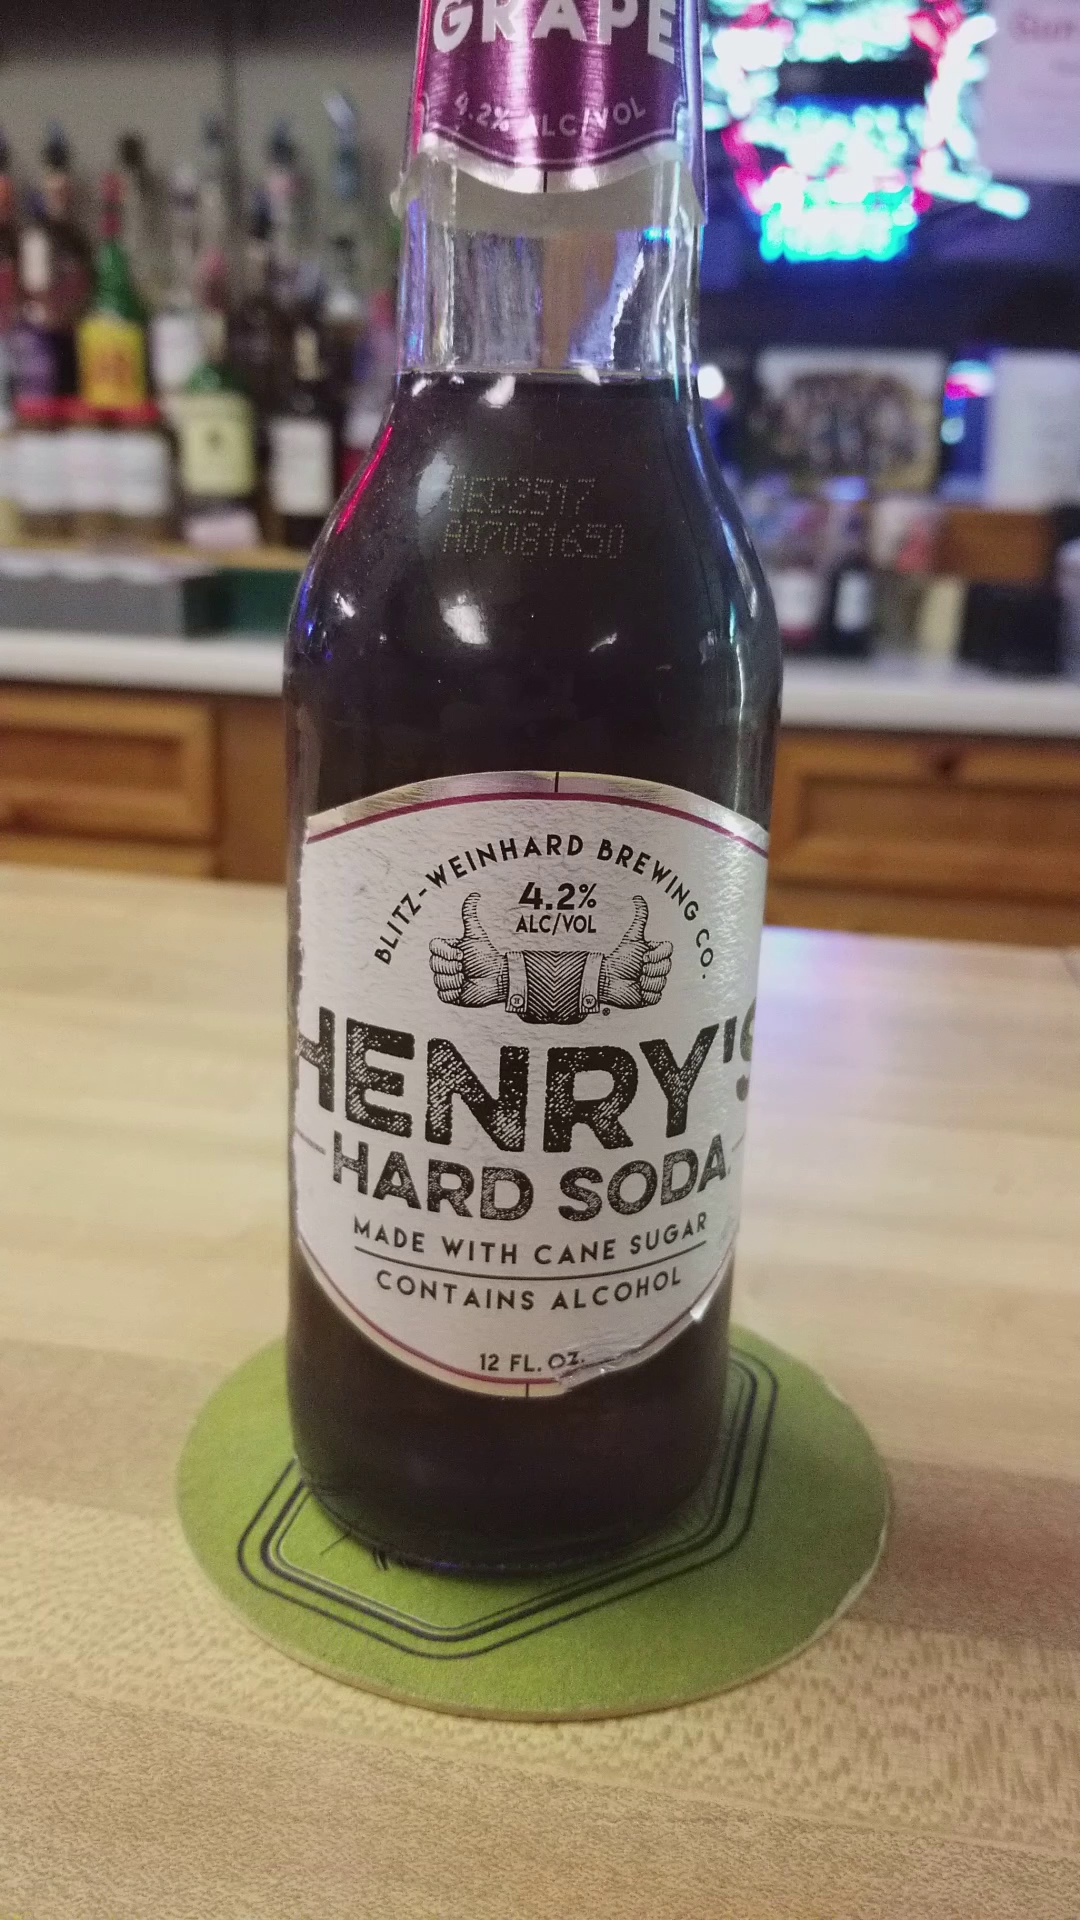 GRAPE
4.2% ALC/VOL
DEC2517
A07081650
BLITZ-WEINHARD BREWING CO.
4.2%
ALC/VOL
HENRY'S
HARD SODA
MADE WITH CANE SUGAR
CONTAINS ALCOHOL
12 FL. OZ.